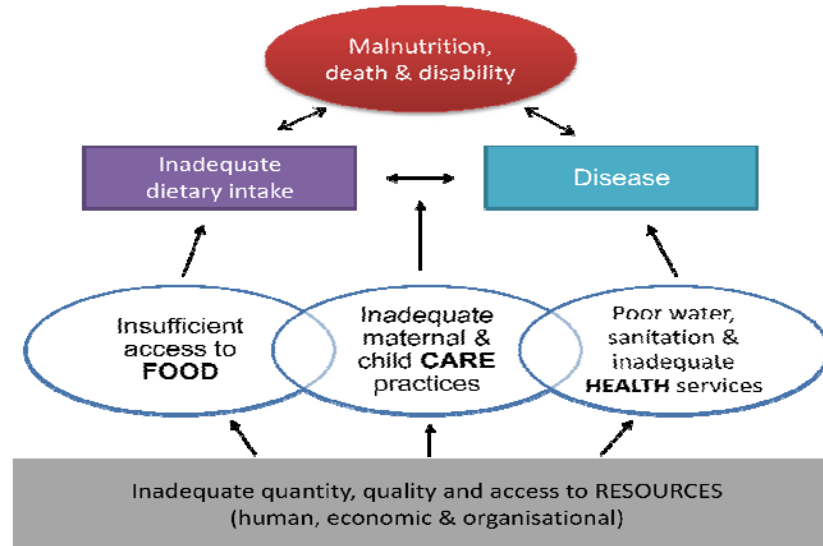 Malnutrition,
death & disability
Inadequate
dietary intake
Disease
Insufficient
access to
FOOD
Inadequate
maternal &
child CARE
practices
Poor water,
sanitation &
inadequate
HEALTH services
Inadequate quantity, quality and access to RESOURCES
(human, economic & organisational)